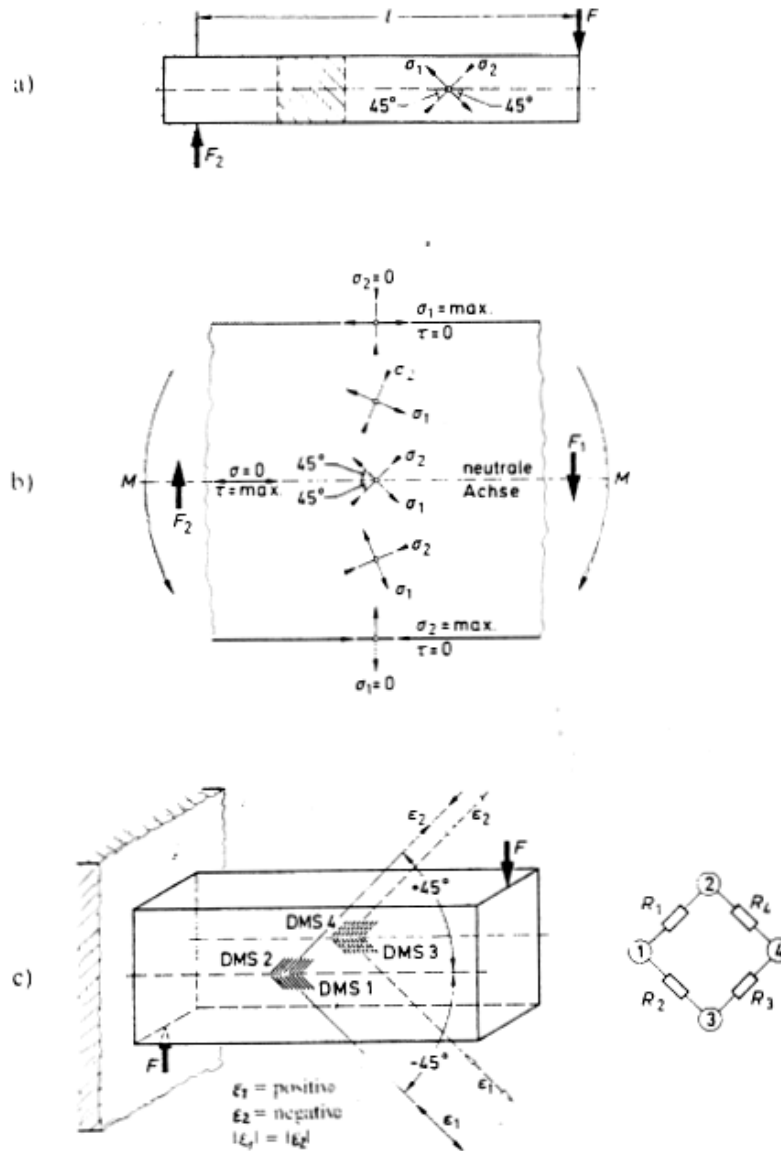 l
F
a)
σ₁ σ₂
45° 45°
F₂
σ₂=0
σ₁=max.
τ=0
σ₂
σ₁
F₁
σ=0
45°
σ₂
neutrale
b)
M
M
τ=max.
45°
Achse
F₂
σ₁
σ₂
σ₁
σ₂=max.
τ=0
σ₁=0
ε₂
ε₂
F
+45°
DMS 4
2
R₁
R₄
DMS 2
DMS 3
1
4
c)
DMS 1
R₂
R₃
3
F
-45°
ε₁ = positive
ε₁
ε₂ = negative
ε₁
|ε₁| = |ε₂|